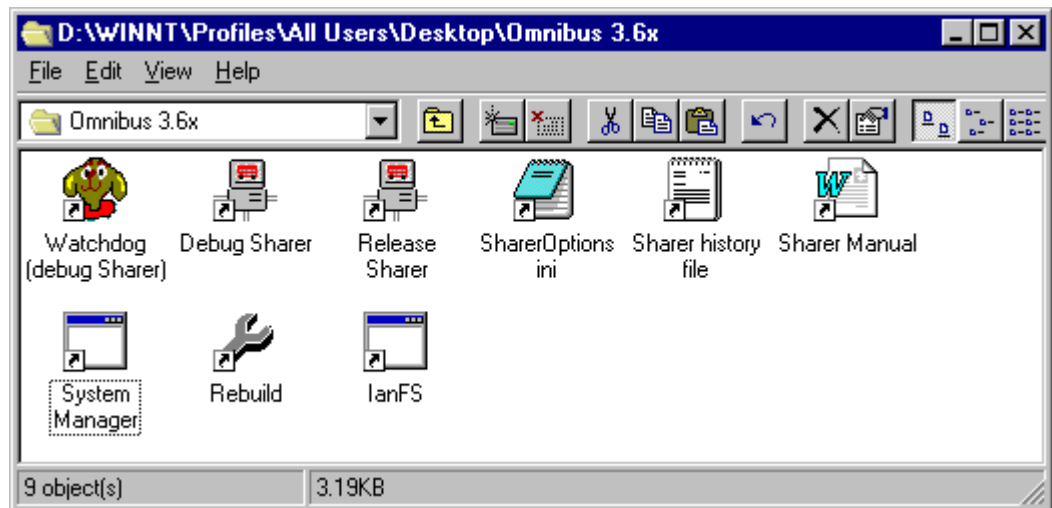 D:\WINNT\Profiles\All Users\Desktop\Omnibus 3.6x
File Edit View Help
Omnibus 3.6x
Watchdog
(debug Sharer)
Debug Sharer
Release
Sharer
SharerOptions
ini
Sharer history
file
Sharer Manual
System
Manager
Rebuild
IanFS
9 object(s)
3.19KB